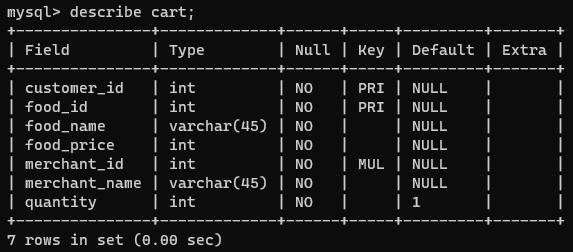 mysql> describe cart;
+---------------+-------------+------+-----+---------+-------+
| Field         | Type        | Null | Key | Default | Extra |
+---------------+-------------+------+-----+---------+-------+
| customer_id   | int         | NO   | PRI | NULL    |       |
| food_id       | int         | NO   | PRI | NULL    |       |
| food_name     | varchar(45) | NO   |     | NULL    |       |
| food_price    | int         | NO   |     | NULL    |       |
| merchant_id   | int         | NO   | MUL | NULL    |       |
| merchant_name | varchar(45) | NO   |     | NULL    |       |
| quantity      | int         | NO   |     | 1       |       |
+---------------+-------------+------+-----+---------+-------+
7 rows in set (0.00 sec)